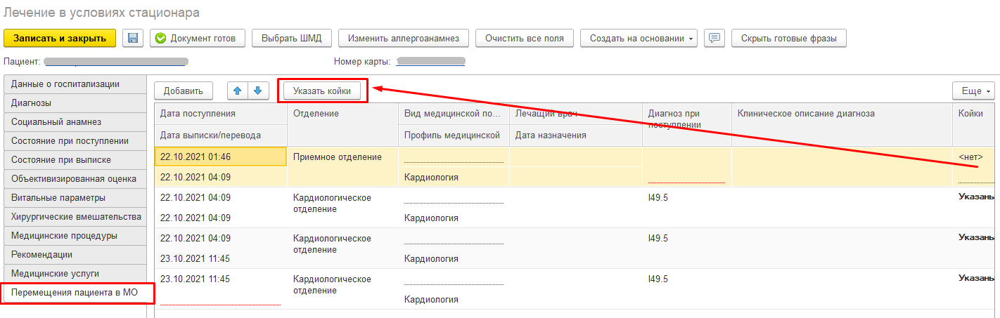 Лечение в условиях стационара
Записать и закрыть Документ готов Выбрать ШМД Изменить аллергоанамнез Очистить все поля Создать на основании Скрыть готовые фразы
Пациент: Номер карты:
Данные о госпитализации
Диагнозы
Социальный анамнез
Состояние при поступлении
Состояние при выписке
Объективизированная оценка
Витальные параметры
Хирургические вмешательства
Медицинские процедуры
Рекомендации
Медицинские услуги
Перемещения пациента в МО
Добавить Указать койки Еще
Дата поступления Отделение Вид медицинской по... Лечащий врач Диагноз при поступлении Клиническое описание диагноза Койки
Дата выписки/перевода Профиль медицинской Дата назначения
22.10.2021 01:46 Приемное отделение <нет>
22.10.2021 04:09 Кардиология
22.10.2021 04:09 Кардиологическое отделение I49.5 Указаны
22.10.2021 04:09 Кардиология
22.10.2021 04:09 Кардиологическое отделение I49.5 Указаны
23.10.2021 11:45 Кардиология
23.10.2021 11:45 Кардиологическое отделение I49.5 Указаны
Кардиология